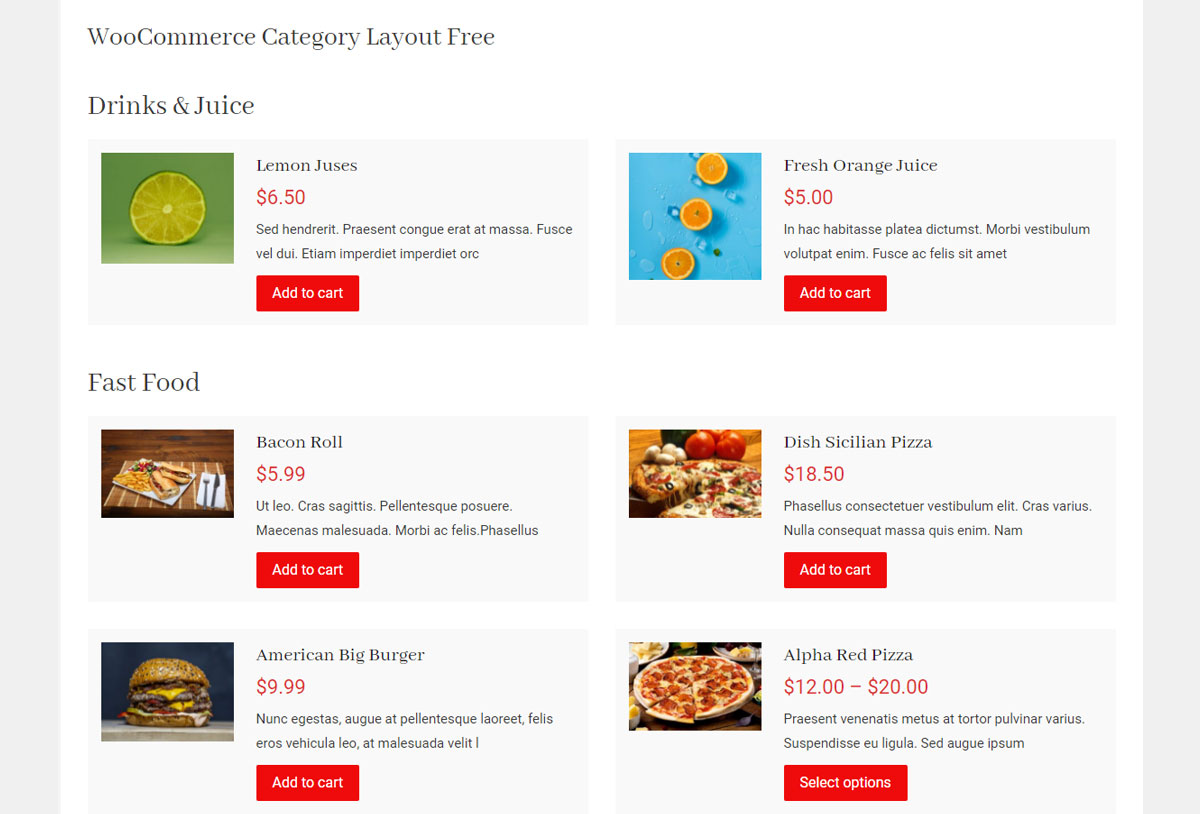 WooCommerce Category Layout Free
Drinks & Juice
Lemon Juses
$6.50
Sed hendrerit. Praesent congue erat at massa. Fusce
vel dui. Etiam imperdiet imperdiet orc
Add to cart
Fresh Orange Juice
$5.00
In hac habitasse platea dictumst. Morbi vestibulum
volutpat enim. Fusce ac felis sit amet
Add to cart
Fast Food
Bacon Roll
$5.99
Ut leo. Cras sagittis. Pellentesque posuere.
Maecenas malesuada. Morbi ac felis.Phasellus
Add to cart
Dish Sicilian Pizza
$18.50
Phasellus consectetuer vestibulum elit. Cras varius.
Nulla consequat massa quis enim. Nam
Add to cart
American Big Burger
$9.99
Nunc egestas, augue at pellentesque laoreet, felis
eros vehicula leo, at malesuada velit l
Add to cart
Alpha Red Pizza
$12.00 – $20.00
Praesent venenatis metus at tortor pulvinar varius.
Suspendisse eu ligula. Sed augue ipsum
Select options